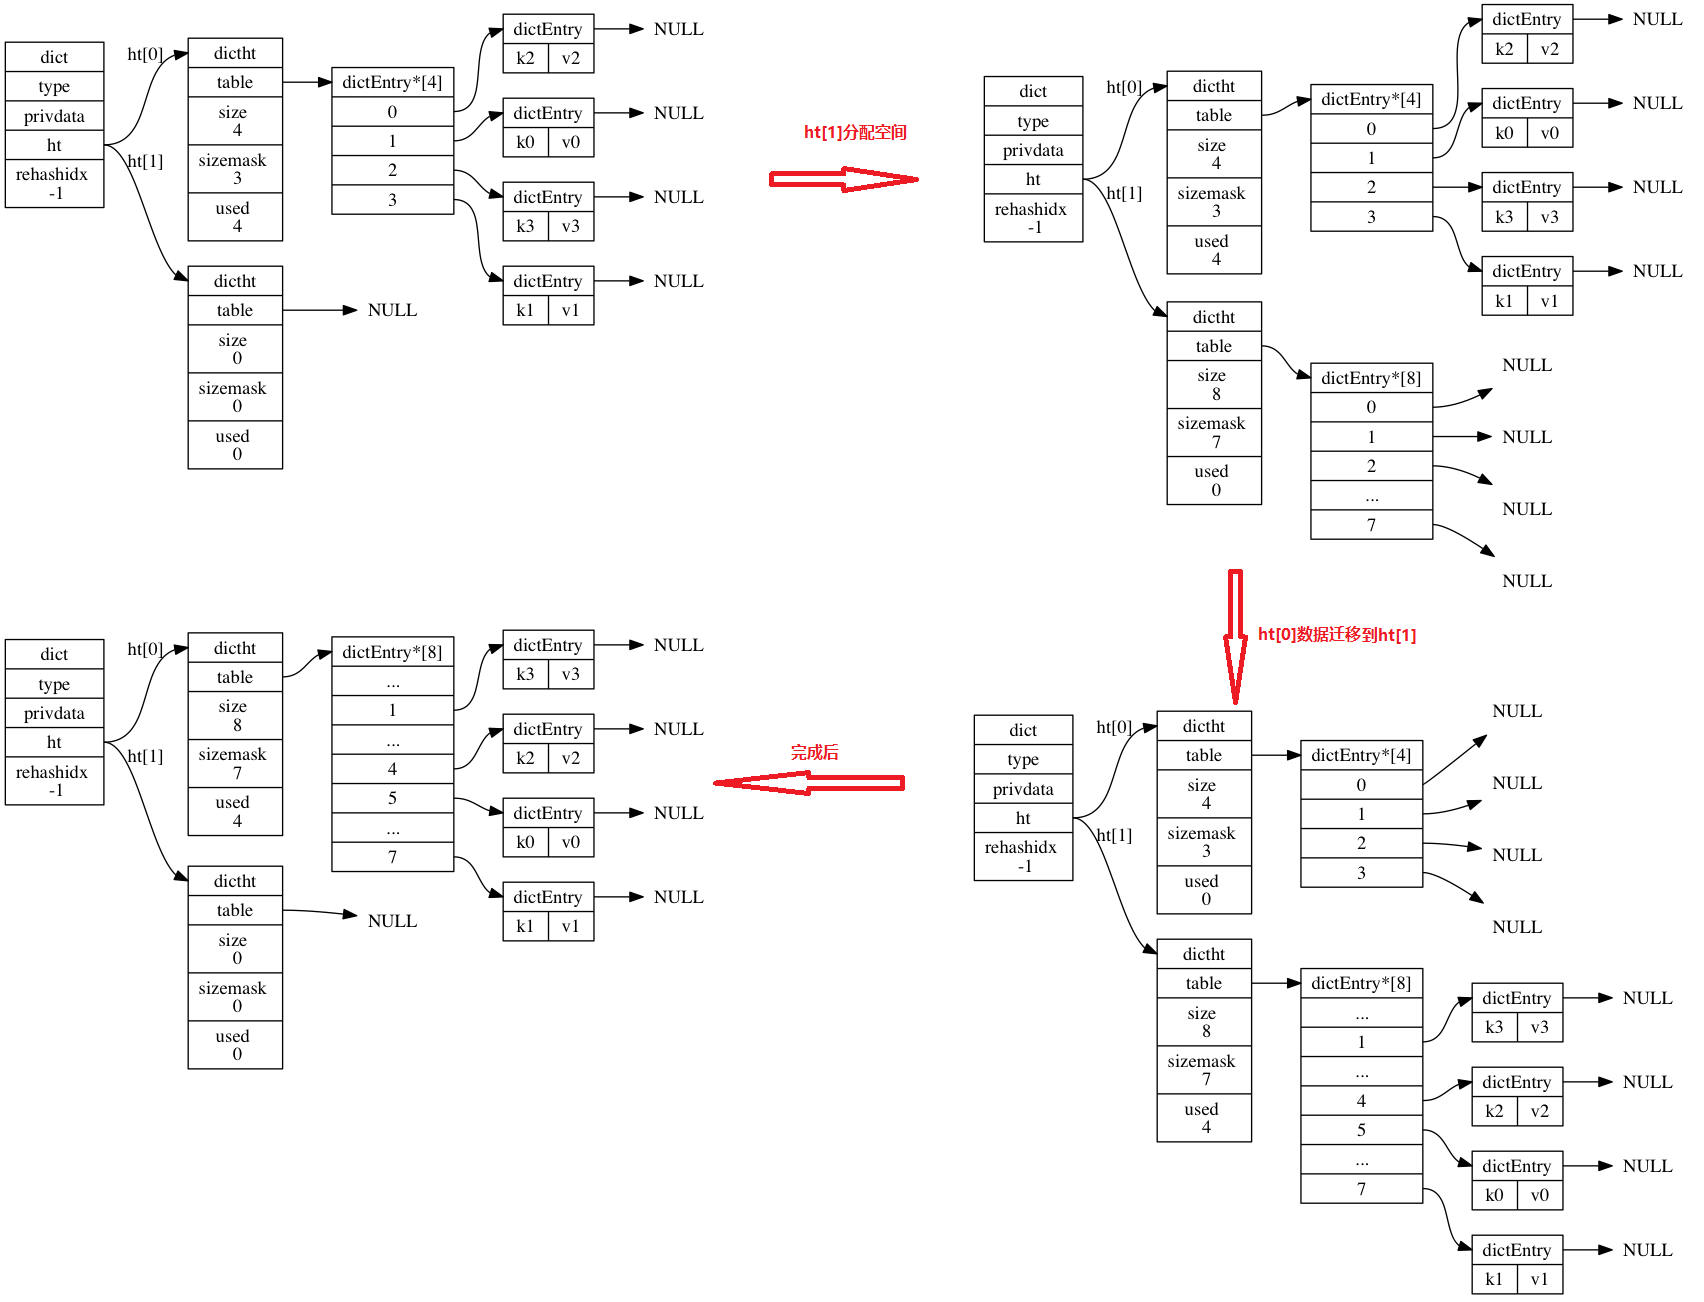 dict
type
privdata
ht
rehashidx
-1
ht[0]
ht[1]
dictht
table
size
4
sizemask
3
used
4
dictEntry*[4]
0
1
2
3
dictEntry
k2 v2
NULL
dictEntry
k0 v0
NULL
dictEntry
k3 v3
NULL
dictEntry
k1 v1
NULL
dictht
table
size
0
sizemask
0
used
0
NULL
ht[1]分配空间
dict
type
privdata
ht
rehashidx
-1
ht[0]
ht[1]
dictht
table
size
4
sizemask
3
used
4
dictEntry*[4]
0
1
2
3
dictEntry
k2 v2
NULL
dictEntry
k0 v0
NULL
dictEntry
k3 v3
NULL
dictEntry
k1 v1
NULL
dictht
table
size
8
sizemask
7
used
0
dictEntry*[8]
0
1
2
...
7
NULL
NULL
NULL
NULL
ht[0]数据迁移到ht[1]
dict
type
privdata
ht
rehashidx
-1
ht[0]
ht[1]
dictht
table
size
4
sizemask
3
used
0
dictEntry*[4]
0
1
2
3
NULL
NULL
NULL
NULL
dictht
table
size
8
sizemask
7
used
4
dictEntry*[8]
...
1
...
4
5
...
7
dictEntry
k3 v3
NULL
dictEntry
k2 v2
NULL
dictEntry
k0 v0
NULL
dictEntry
k1 v1
NULL
完成后
dict
type
privdata
ht
rehashidx
-1
ht[0]
ht[1]
dictht
table
size
8
sizemask
7
used
4
dictEntry*[8]
...
1
...
4
5
...
7
dictEntry
k3 v3
NULL
dictEntry
k2 v2
NULL
dictEntry
k0 v0
NULL
dictEntry
k1 v1
NULL
dictht
table
size
0
sizemask
0
used
0
NULL